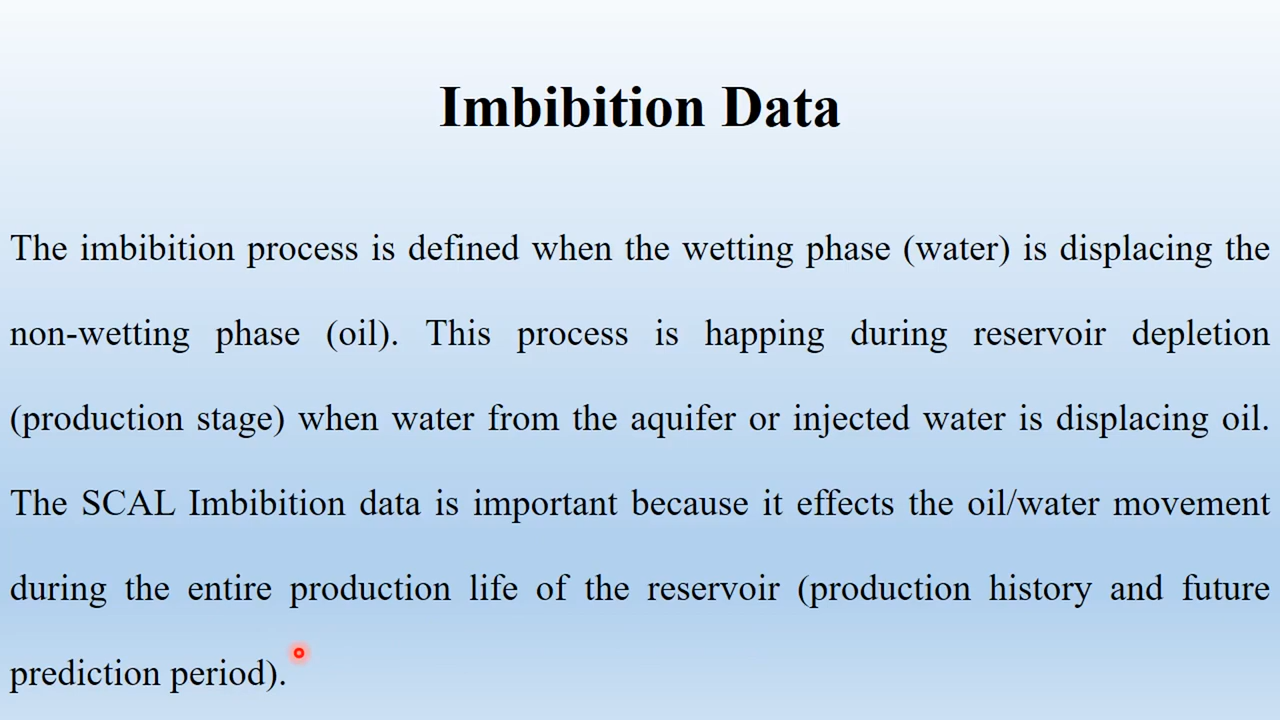 Imbibition Data
The imbibition process is defined when the wetting phase (water) is displacing the
non-wetting phase (oil). This process is happing during reservoir depletion
(production stage) when water from the aquifer or injected water is displacing oil.
The SCAL Imbibition data is important because it effects the oil/water movement
during the entire production life of the reservoir (production history and future
prediction period).